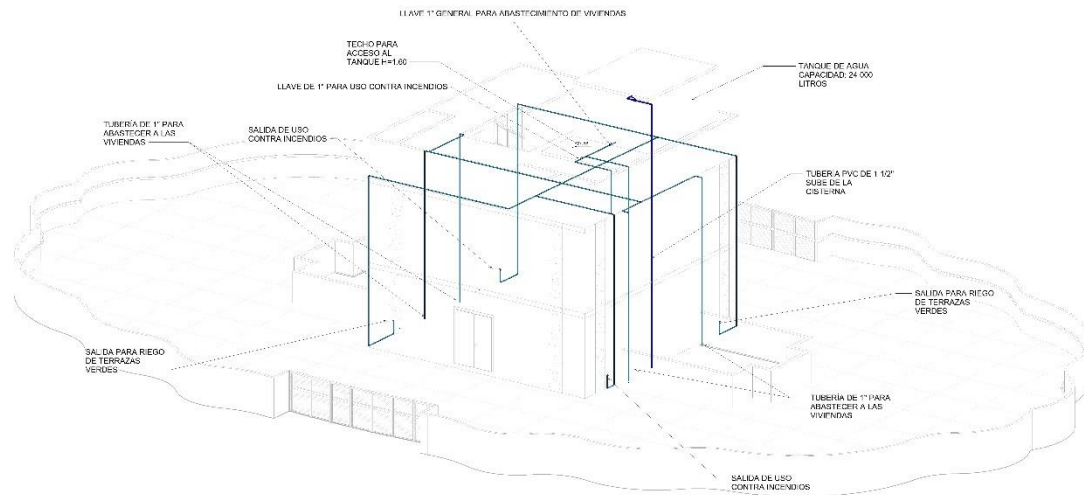 LLAVE 1" GENERAL PARA ABASTECIMIENTO DE VIVIENDAS
TECHO PARA
ACCESO AL
TANQUE H=1.60
LLAVE DE 1" PARA USO CONTRA INCENDIOS
TANQUE DE AGUA
CAPACIDAD: 24 000
LITROS
TUBERÍA DE 1" PARA
ABASTECER A LAS
VIVIENDAS
SALIDA DE USO
CONTRA INCENDIOS
TUBERIA PVC DE 1 1/2"
SUBE DE LA
CISTERNA
SALIDA PARA RIEGO
DE TERRAZAS
VERDES
SALIDA PARA RIEGO
DE TERRAZAS
VERDES
TUBERÍA DE 1" PARA
ABASTECER A LAS
VIVIENDAS
SALIDA DE USO
CONTRA INCENDIOS